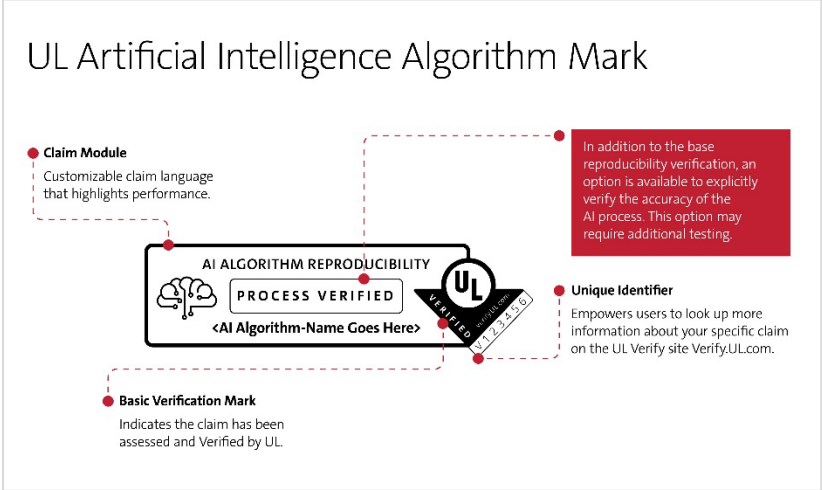 UL Artificial Intelligence Algorithm Mark
Claim Module
Customizable claim language
that highlights performance.
In addition to the base
reproducibility verification, an
option is available to explicitly
verify the accuracy of the
AI process. This option may
require additional testing.
AI ALGORITHM REPRODUCIBILITY
PROCESS VERIFIED
<AI Algorithm-Name Goes Here>
UL
VERIFIED
verifyUL.com
V123456
Unique Identifier
Empowers users to look up more
information about your specific claim
on the UL Verify site Verify.UL.com.
Basic Verification Mark
Indicates the claim has been
assessed and Verified by UL.